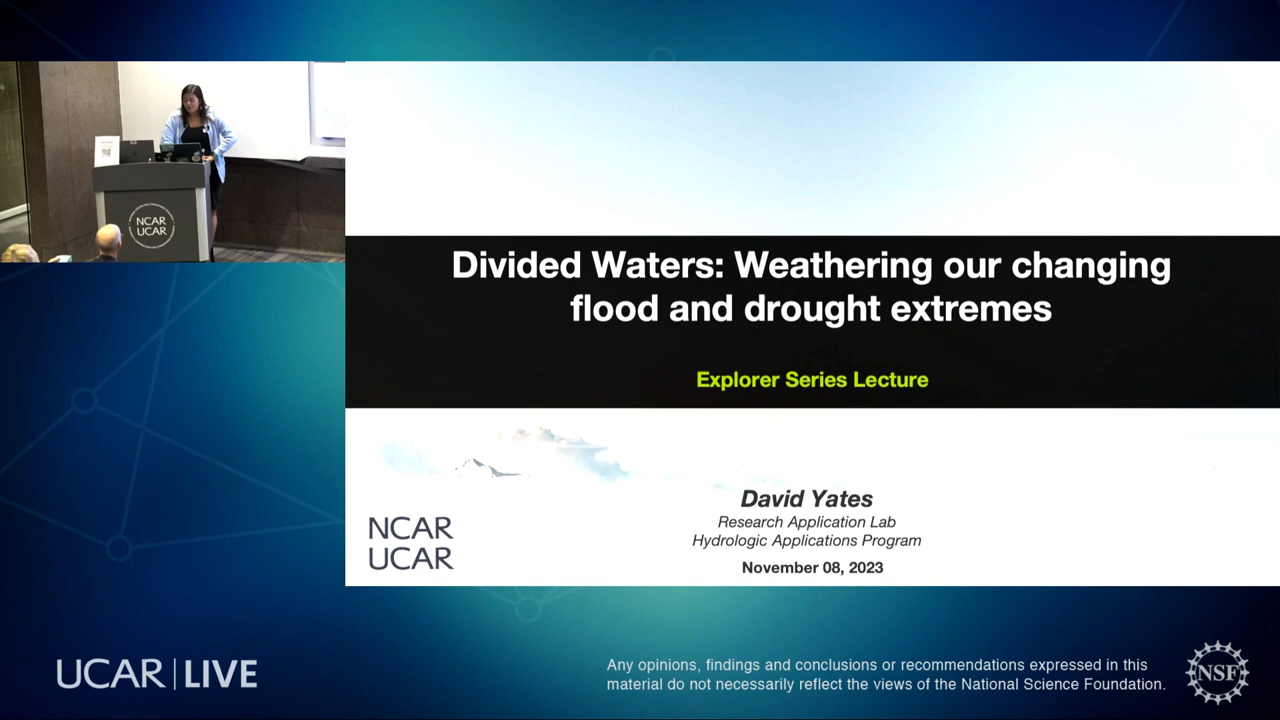 NCAR
UCAR
Divided Waters: Weathering our changing
flood and drought extremes
Explorer Series Lecture
David Yates
Research Application Lab
Hydrologic Applications Program
November 08, 2023
NCAR
UCAR
UCAR | LIVE
Any opinions, findings and conclusions or recommendations expressed in this
material do not necessarily reflect the views of the National Science Foundation.
NSF